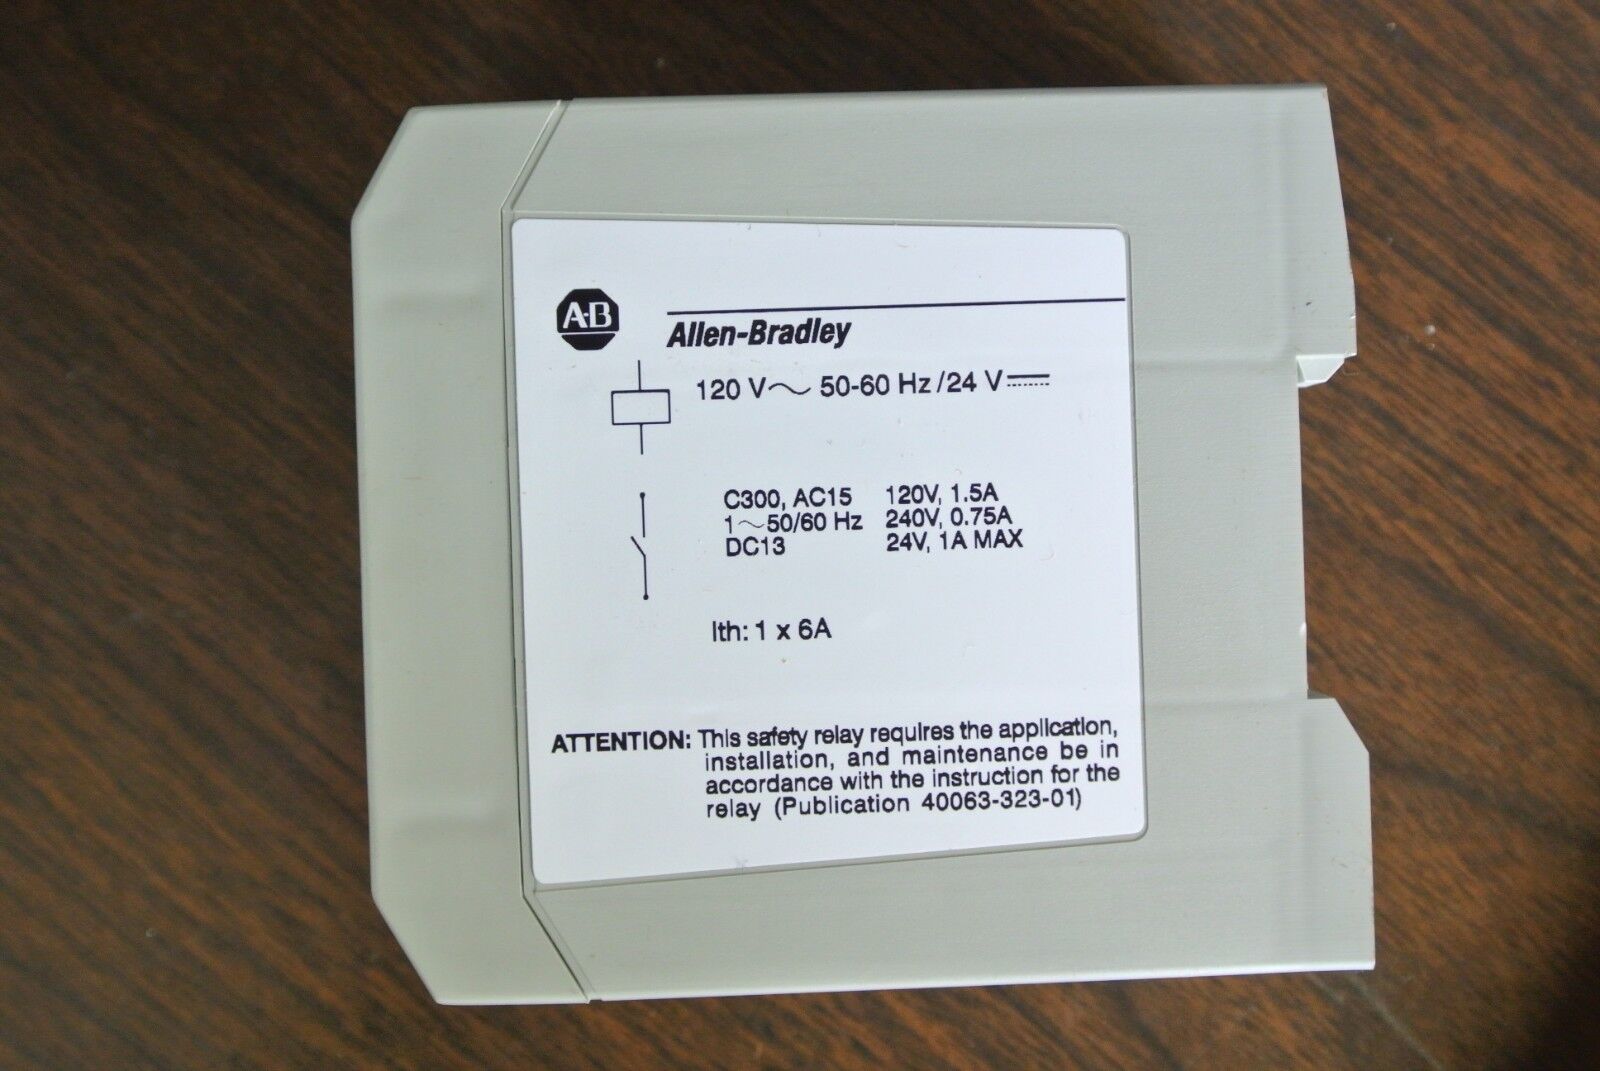 A·B
Allen-Bradley
120 V∿ 50-60 Hz /24 V⎓
C300, AC15 120V, 1.5A
1∿50/60 Hz 240V, 0.75A
DC13 24V, 1A MAX
Ith: 1 x 6A
ATTENTION: This safety relay requires the application,
installation, and maintenance be in
accordance with the instruction for the
relay (Publication 40063-323-01)